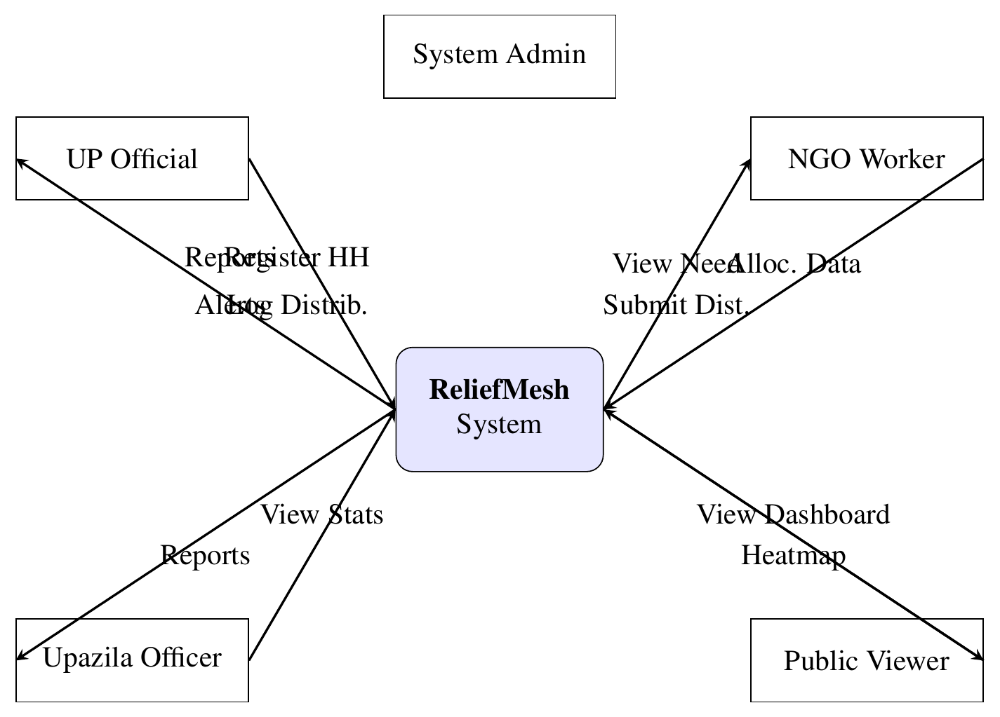 System Admin
UP Official
NGO Worker
Reports
Register HH
View Need
Alloc. Data
Alerts
Log Distrib.
Submit Dist.
ReliefMesh
System
View Stats
View Dashboard
Reports
Heatmap
Upazila Officer
Public Viewer